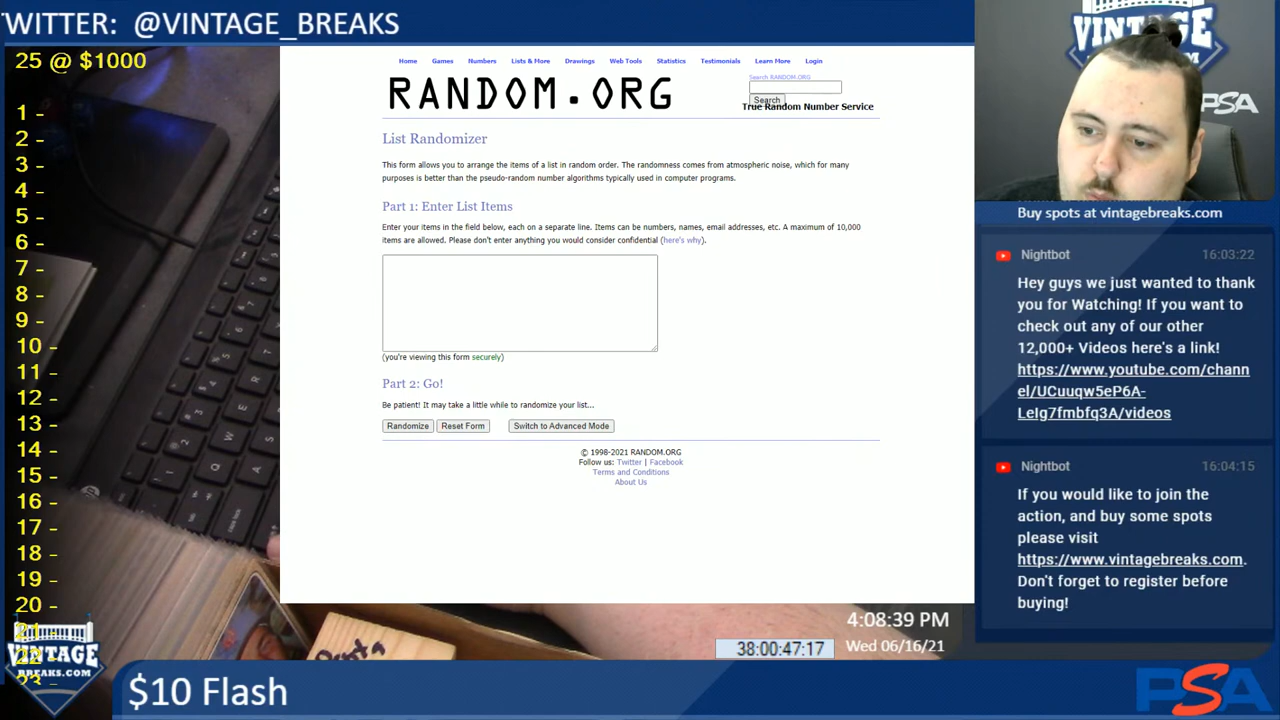 WITTER: @VINTAGE_BREAKS
25 @ $1000
1 -
2 -
3 -
4 -
5 -
6 -
7 -
8 -
9 -
10 -
11 -
12 -
13 -
14 -
15 -
16 -
17 -
18 -
19 -
20 -
21 -
22 -
23 -
Home Games Numbers Lists & More Drawings Web Tools Statistics Testimonials Learn More Login
RANDOM.ORG
Search RANDOM.ORG
Search
True Random Number Service
List Randomizer
This form allows you to arrange the items of a list in random order. The randomness comes from atmospheric noise, which for many
purposes is better than the pseudo-random number algorithms typically used in computer programs.
Part 1: Enter List Items
Enter your items in the field below, each on a separate line. Items can be numbers, names, email addresses, etc. A maximum of 10,000
items are allowed. Please don't enter anything you would consider confidential (here's why).
(you're viewing this form securely)
Part 2: Go!
Be patient! It may take a little while to randomize your list...
Randomize Reset Form Switch to Advanced Mode
© 1998-2021 RANDOM.ORG
Follow us: Twitter | Facebook
Terms and Conditions
About Us
VINTAGE
PSA
Buy spots at vintagebreaks.com
Nightbot 16:03:22
Hey guys we just wanted to thank
you for Watching! If you want to
check out any of our other
12,000+ Videos here's a link!
https://www.youtube.com/chann
el/UCuuqw5eP6A-
LeIg7fmbfq3A/videos
Nightbot 16:04:15
If you would like to join the
action, and buy some spots
please visit
https://www.vintagebreaks.com.
Don't forget to register before
buying!
4:08:39 PM
38:00:47:17 Wed 06/16/21
VINTAGE
BREAKS.COM
$10 Flash
PSA